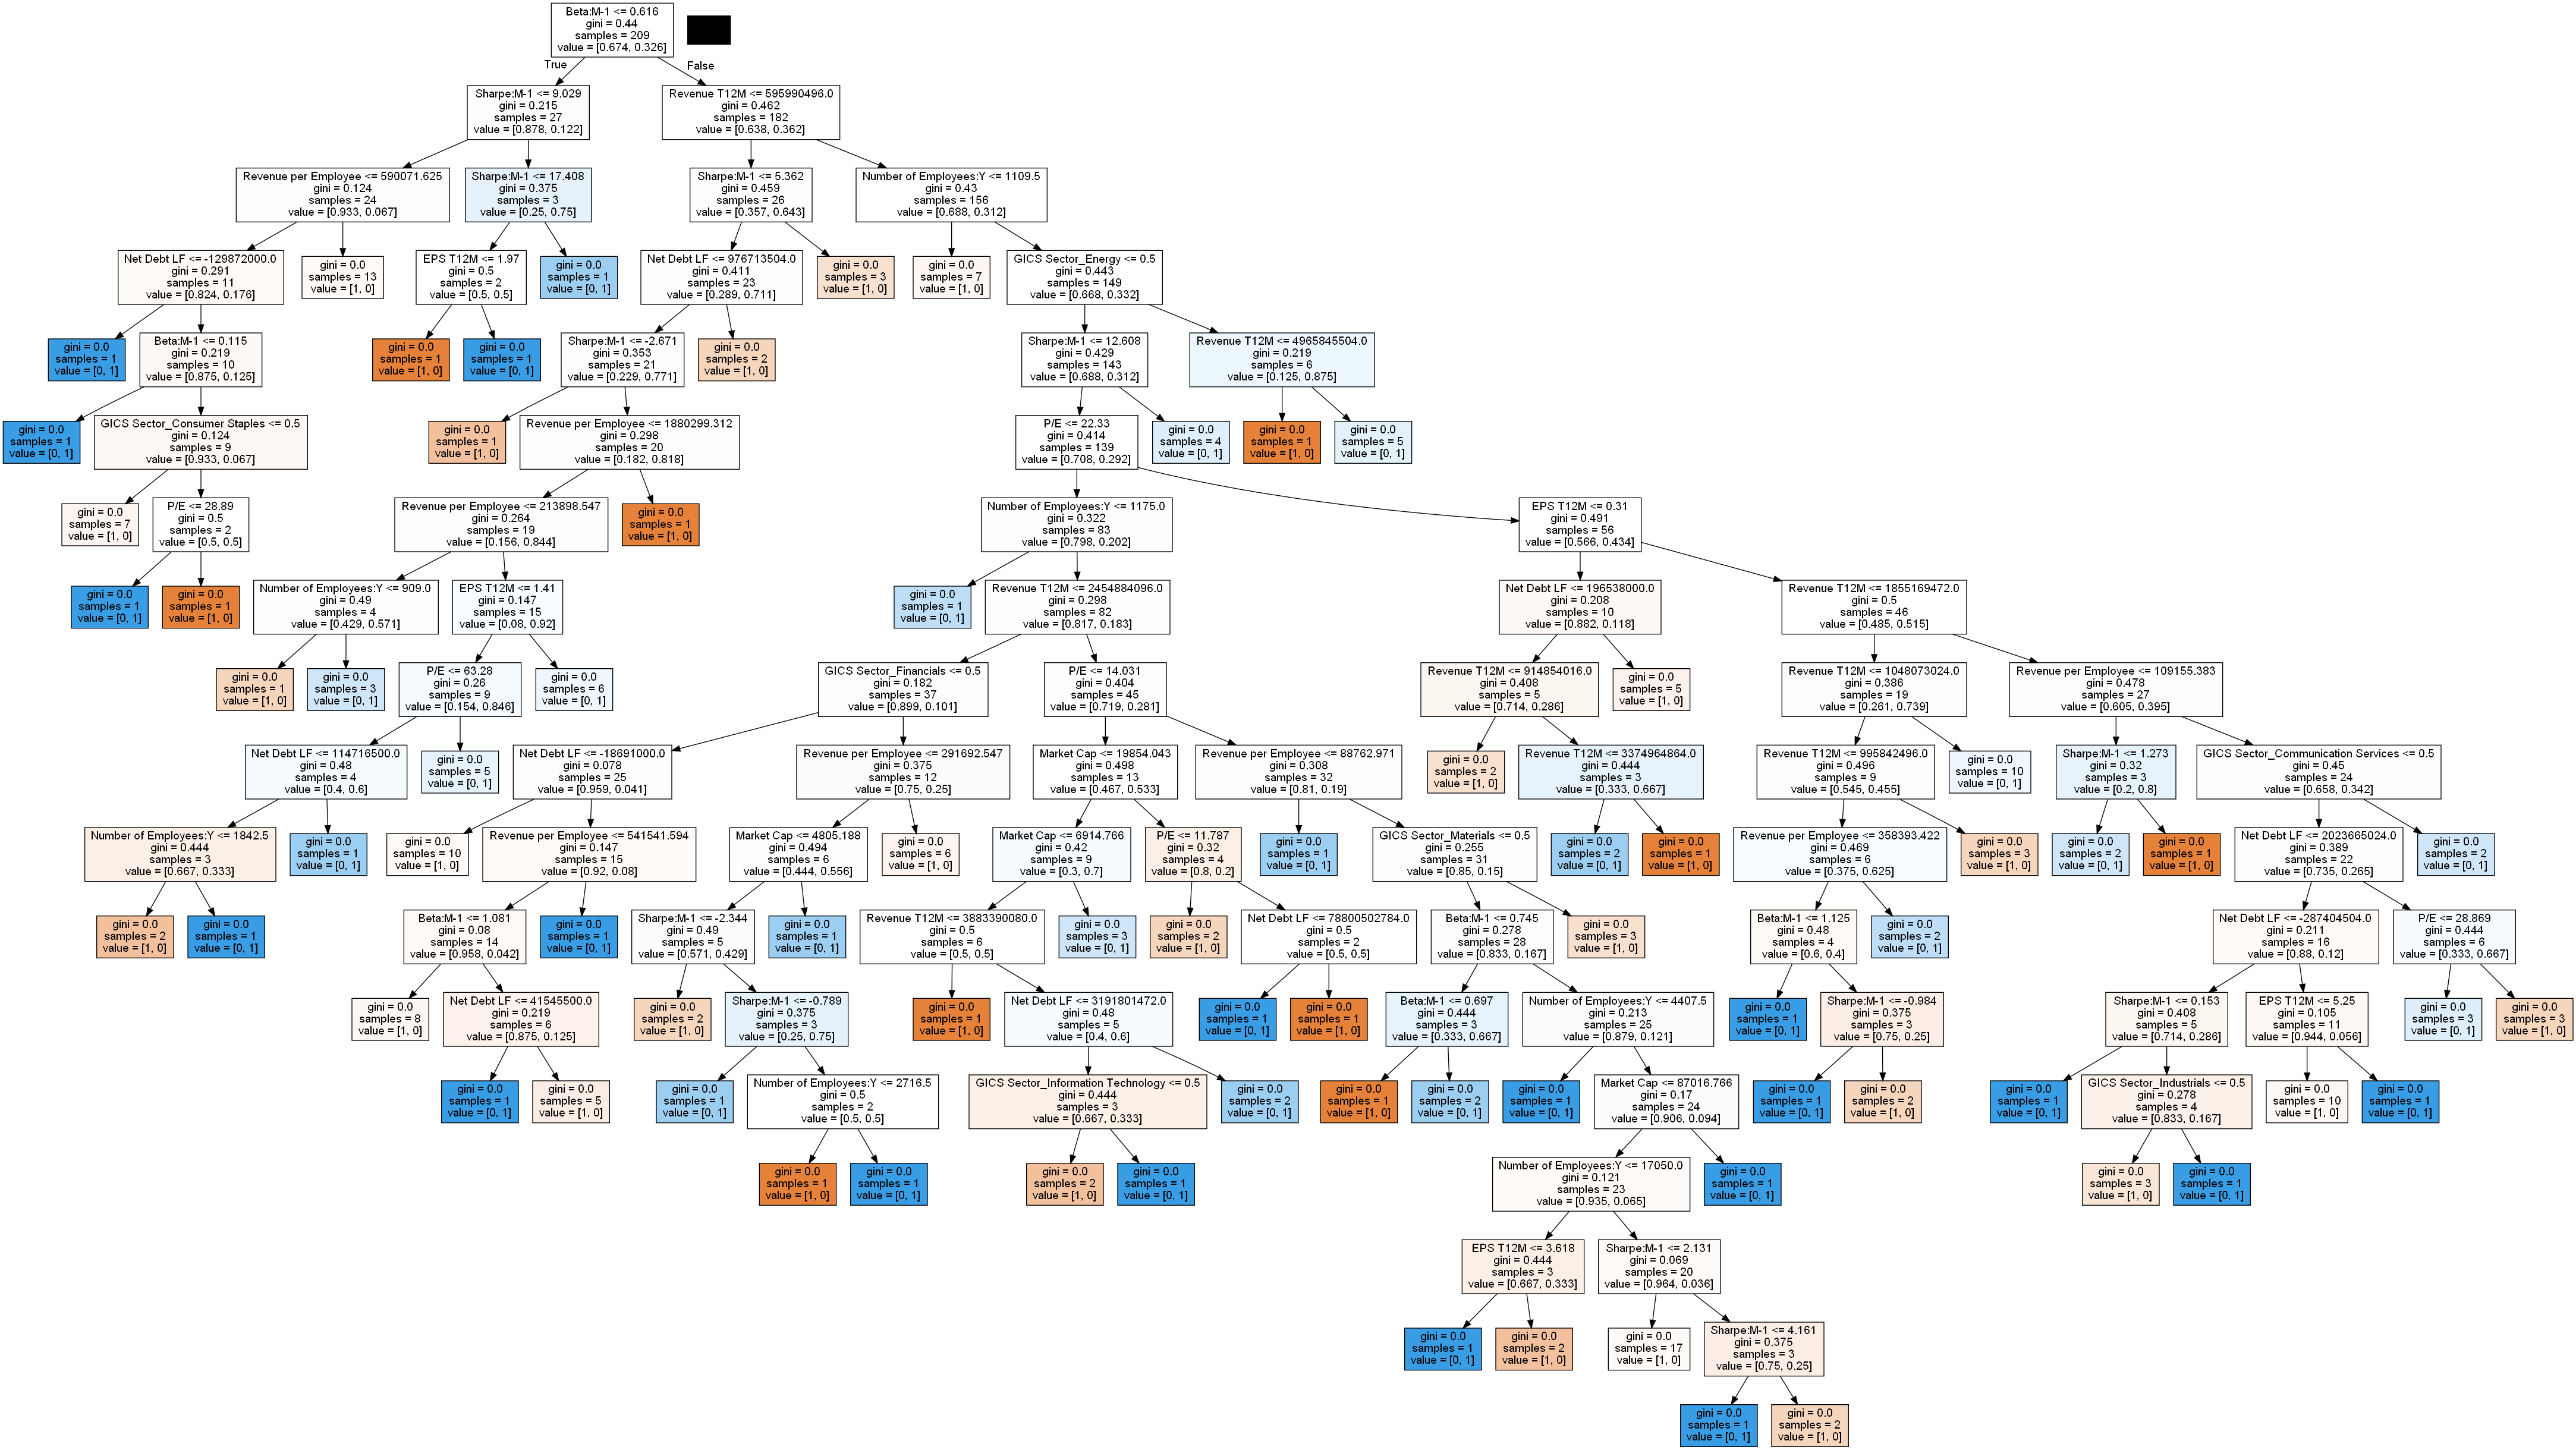 Beta:M-1 <= 0.616
gini = 0.44
samples = 209
value = [0.674, 0.326]
True
False
Sharpe:M-1 <= 9.029
gini = 0.215
samples = 27
value = [0.878, 0.122]
Revenue T12M <= 595990496.0
gini = 0.462
samples = 182
value = [0.638, 0.362]
Revenue per Employee <= 590071.625
gini = 0.124
samples = 24
value = [0.933, 0.067]
Sharpe:M-1 <= 17.408
gini = 0.375
samples = 3
value = [0.25, 0.75]
Sharpe:M-1 <= 5.362
gini = 0.459
samples = 26
value = [0.357, 0.643]
Number of Employees:Y <= 1109.5
gini = 0.43
samples = 156
value = [0.688, 0.312]
Net Debt LF <= -129872000.0
gini = 0.291
samples = 11
value = [0.824, 0.176]
gini = 0.0
samples = 13
value = [1, 0]
EPS T12M <= 1.97
gini = 0.5
samples = 2
value = [0.5, 0.5]
gini = 0.0
samples = 1
value = [0, 1]
Net Debt LF <= 976713504.0
gini = 0.411
samples = 23
value = [0.289, 0.711]
gini = 0.0
samples = 3
value = [1, 0]
gini = 0.0
samples = 7
value = [1, 0]
GICS Sector_Energy <= 0.5
gini = 0.443
samples = 149
value = [0.668, 0.332]
gini = 0.0
samples = 1
value = [0, 1]
Beta:M-1 <= 0.115
gini = 0.219
samples = 10
value = [0.875, 0.125]
gini = 0.0
samples = 1
value = [1, 0]
gini = 0.0
samples = 1
value = [0, 1]
Sharpe:M-1 <= -2.671
gini = 0.353
samples = 21
value = [0.229, 0.771]
gini = 0.0
samples = 2
value = [1, 0]
Sharpe:M-1 <= 12.608
gini = 0.429
samples = 143
value = [0.688, 0.312]
Revenue T12M <= 4965845504.0
gini = 0.219
samples = 6
value = [0.125, 0.875]
gini = 0.0
samples = 1
value = [0, 1]
GICS Sector_Consumer Staples <= 0.5
gini = 0.124
samples = 9
value = [0.933, 0.067]
gini = 0.0
samples = 1
value = [1, 0]
Revenue per Employee <= 1880299.312
gini = 0.298
samples = 20
value = [0.182, 0.818]
P/E <= 22.33
gini = 0.414
samples = 139
value = [0.708, 0.292]
gini = 0.0
samples = 4
value = [0, 1]
gini = 0.0
samples = 1
value = [1, 0]
gini = 0.0
samples = 5
value = [0, 1]
gini = 0.0
samples = 7
value = [1, 0]
P/E <= 28.89
gini = 0.5
samples = 2
value = [0.5, 0.5]
Revenue per Employee <= 213898.547
gini = 0.264
samples = 19
value = [0.156, 0.844]
gini = 0.0
samples = 1
value = [1, 0]
Number of Employees:Y <= 1175.0
gini = 0.322
samples = 83
value = [0.798, 0.202]
EPS T12M <= 0.31
gini = 0.491
samples = 56
value = [0.566, 0.434]
gini = 0.0
samples = 1
value = [0, 1]
gini = 0.0
samples = 1
value = [1, 0]
Number of Employees:Y <= 909.0
gini = 0.49
samples = 4
value = [0.429, 0.571]
EPS T12M <= 1.41
gini = 0.147
samples = 15
value = [0.08, 0.92]
gini = 0.0
samples = 1
value = [0, 1]
Revenue T12M <= 2454884096.0
gini = 0.298
samples = 82
value = [0.817, 0.183]
Net Debt LF <= 196538000.0
gini = 0.208
samples = 10
value = [0.882, 0.118]
Revenue T12M <= 1855169472.0
gini = 0.5
samples = 46
value = [0.485, 0.515]
gini = 0.0
samples = 1
value = [1, 0]
gini = 0.0
samples = 3
value = [0, 1]
P/E <= 63.28
gini = 0.26
samples = 9
value = [0.154, 0.846]
gini = 0.0
samples = 6
value = [0, 1]
GICS Sector_Financials <= 0.5
gini = 0.182
samples = 37
value = [0.899, 0.101]
P/E <= 14.031
gini = 0.404
samples = 45
value = [0.719, 0.281]
Revenue T12M <= 914854016.0
gini = 0.408
samples = 5
value = [0.714, 0.286]
gini = 0.0
samples = 5
value = [1, 0]
Revenue T12M <= 1048073024.0
gini = 0.386
samples = 19
value = [0.261, 0.739]
Revenue per Employee <= 109155.383
gini = 0.478
samples = 27
value = [0.605, 0.395]
Net Debt LF <= 114716500.0
gini = 0.48
samples = 4
value = [0.4, 0.6]
gini = 0.0
samples = 5
value = [0, 1]
Net Debt LF <= -18691000.0
gini = 0.078
samples = 25
value = [0.959, 0.041]
Revenue per Employee <= 291692.547
gini = 0.375
samples = 12
value = [0.75, 0.25]
Market Cap <= 19854.043
gini = 0.498
samples = 13
value = [0.467, 0.533]
Revenue per Employee <= 88762.971
gini = 0.308
samples = 32
value = [0.81, 0.19]
gini = 0.0
samples = 2
value = [1, 0]
Revenue T12M <= 3374964864.0
gini = 0.444
samples = 3
value = [0.333, 0.667]
Revenue T12M <= 995842496.0
gini = 0.496
samples = 9
value = [0.545, 0.455]
gini = 0.0
samples = 10
value = [0, 1]
Sharpe:M-1 <= 1.273
gini = 0.32
samples = 3
value = [0.2, 0.8]
GICS Sector_Communication Services <= 0.5
gini = 0.45
samples = 24
value = [0.658, 0.342]
Number of Employees:Y <= 1842.5
gini = 0.444
samples = 3
value = [0.667, 0.333]
gini = 0.0
samples = 1
value = [0, 1]
gini = 0.0
samples = 10
value = [1, 0]
Revenue per Employee <= 541541.594
gini = 0.147
samples = 15
value = [0.92, 0.08]
Market Cap <= 4805.188
gini = 0.494
samples = 6
value = [0.444, 0.556]
gini = 0.0
samples = 6
value = [1, 0]
Market Cap <= 6914.766
gini = 0.42
samples = 9
value = [0.3, 0.7]
P/E <= 11.787
gini = 0.32
samples = 4
value = [0.8, 0.2]
gini = 0.0
samples = 1
value = [0, 1]
GICS Sector_Materials <= 0.5
gini = 0.255
samples = 31
value = [0.85, 0.15]
gini = 0.0
samples = 2
value = [0, 1]
gini = 0.0
samples = 1
value = [1, 0]
Revenue per Employee <= 358393.422
gini = 0.469
samples = 6
value = [0.375, 0.625]
gini = 0.0
samples = 3
value = [1, 0]
gini = 0.0
samples = 2
value = [0, 1]
gini = 0.0
samples = 1
value = [1, 0]
Net Debt LF <= 2023665024.0
gini = 0.389
samples = 22
value = [0.735, 0.265]
gini = 0.0
samples = 2
value = [0, 1]
gini = 0.0
samples = 2
value = [1, 0]
gini = 0.0
samples = 1
value = [0, 1]
Beta:M-1 <= 1.081
gini = 0.08
samples = 14
value = [0.958, 0.042]
gini = 0.0
samples = 1
value = [0, 1]
Sharpe:M-1 <= -2.344
gini = 0.49
samples = 5
value = [0.571, 0.429]
gini = 0.0
samples = 1
value = [0, 1]
Revenue T12M <= 3883390080.0
gini = 0.5
samples = 6
value = [0.5, 0.5]
gini = 0.0
samples = 3
value = [0, 1]
gini = 0.0
samples = 2
value = [1, 0]
Net Debt LF <= 78800502784.0
gini = 0.5
samples = 2
value = [0.5, 0.5]
Beta:M-1 <= 0.745
gini = 0.278
samples = 28
value = [0.833, 0.167]
gini = 0.0
samples = 3
value = [1, 0]
Beta:M-1 <= 1.125
gini = 0.48
samples = 4
value = [0.6, 0.4]
gini = 0.0
samples = 2
value = [0, 1]
Net Debt LF <= -287404504.0
gini = 0.211
samples = 16
value = [0.88, 0.12]
P/E <= 28.869
gini = 0.444
samples = 6
value = [0.333, 0.667]
gini = 0.0
samples = 8
value = [1, 0]
Net Debt LF <= 41545500.0
gini = 0.219
samples = 6
value = [0.875, 0.125]
gini = 0.0
samples = 2
value = [1, 0]
Sharpe:M-1 <= -0.789
gini = 0.375
samples = 3
value = [0.25, 0.75]
gini = 0.0
samples = 1
value = [1, 0]
Net Debt LF <= 3191801472.0
gini = 0.48
samples = 5
value = [0.4, 0.6]
gini = 0.0
samples = 1
value = [0, 1]
gini = 0.0
samples = 1
value = [1, 0]
Beta:M-1 <= 0.697
gini = 0.444
samples = 3
value = [0.333, 0.667]
Number of Employees:Y <= 4407.5
gini = 0.213
samples = 25
value = [0.879, 0.121]
gini = 0.0
samples = 1
value = [0, 1]
Sharpe:M-1 <= -0.984
gini = 0.375
samples = 3
value = [0.75, 0.25]
Sharpe:M-1 <= 0.153
gini = 0.408
samples = 5
value = [0.714, 0.286]
EPS T12M <= 5.25
gini = 0.105
samples = 11
value = [0.944, 0.056]
gini = 0.0
samples = 3
value = [0, 1]
gini = 0.0
samples = 3
value = [1, 0]
gini = 0.0
samples = 1
value = [0, 1]
gini = 0.0
samples = 5
value = [1, 0]
gini = 0.0
samples = 1
value = [0, 1]
Number of Employees:Y <= 2716.5
gini = 0.5
samples = 2
value = [0.5, 0.5]
GICS Sector_Information Technology <= 0.5
gini = 0.444
samples = 3
value = [0.667, 0.333]
gini = 0.0
samples = 2
value = [0, 1]
gini = 0.0
samples = 1
value = [1, 0]
gini = 0.0
samples = 2
value = [0, 1]
gini = 0.0
samples = 1
value = [0, 1]
Market Cap <= 87016.766
gini = 0.17
samples = 24
value = [0.906, 0.094]
gini = 0.0
samples = 1
value = [0, 1]
gini = 0.0
samples = 2
value = [1, 0]
gini = 0.0
samples = 1
value = [0, 1]
GICS Sector_Industrials <= 0.5
gini = 0.278
samples = 4
value = [0.833, 0.167]
gini = 0.0
samples = 10
value = [1, 0]
gini = 0.0
samples = 1
value = [0, 1]
gini = 0.0
samples = 1
value = [1, 0]
gini = 0.0
samples = 1
value = [0, 1]
gini = 0.0
samples = 2
value = [1, 0]
gini = 0.0
samples = 1
value = [0, 1]
Number of Employees:Y <= 17050.0
gini = 0.121
samples = 23
value = [0.935, 0.065]
gini = 0.0
samples = 1
value = [0, 1]
gini = 0.0
samples = 3
value = [1, 0]
gini = 0.0
samples = 1
value = [0, 1]
EPS T12M <= 3.618
gini = 0.444
samples = 3
value = [0.667, 0.333]
Sharpe:M-1 <= 2.131
gini = 0.069
samples = 20
value = [0.964, 0.036]
gini = 0.0
samples = 1
value = [0, 1]
gini = 0.0
samples = 2
value = [1, 0]
gini = 0.0
samples = 17
value = [1, 0]
Sharpe:M-1 <= 4.161
gini = 0.375
samples = 3
value = [0.75, 0.25]
gini = 0.0
samples = 1
value = [0, 1]
gini = 0.0
samples = 2
value = [1, 0]